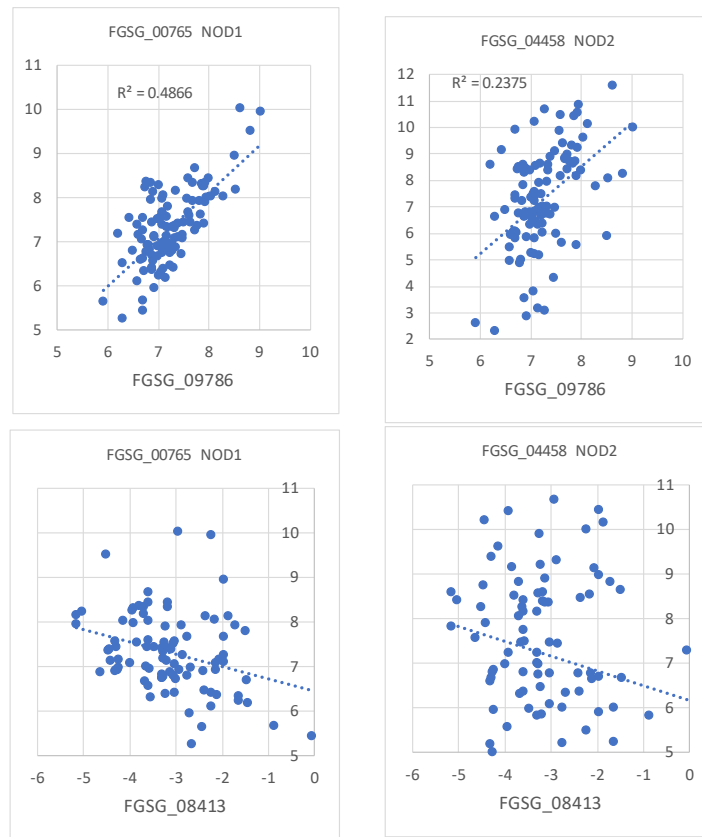 FGSG_00765 NOD1
11
10
9
8
7
6
5
R² = 0.4866
5 6 7 8 9 10
FGSG_09786
FGSG_04458 NOD2
12
11
10
9
8
7
6
5
4
3
2
R² = 0.2375
5 6 7 8 9 10
FGSG_09786
FGSG_00765 NOD1
11
10
9
8
7
6
5
-6 -5 -4 -3 -2 -1 0
FGSG_08413
FGSG_04458 NOD2
11
10
9
8
7
6
5
-6 -5 -4 -3 -2 -1 0
FGSG_08413